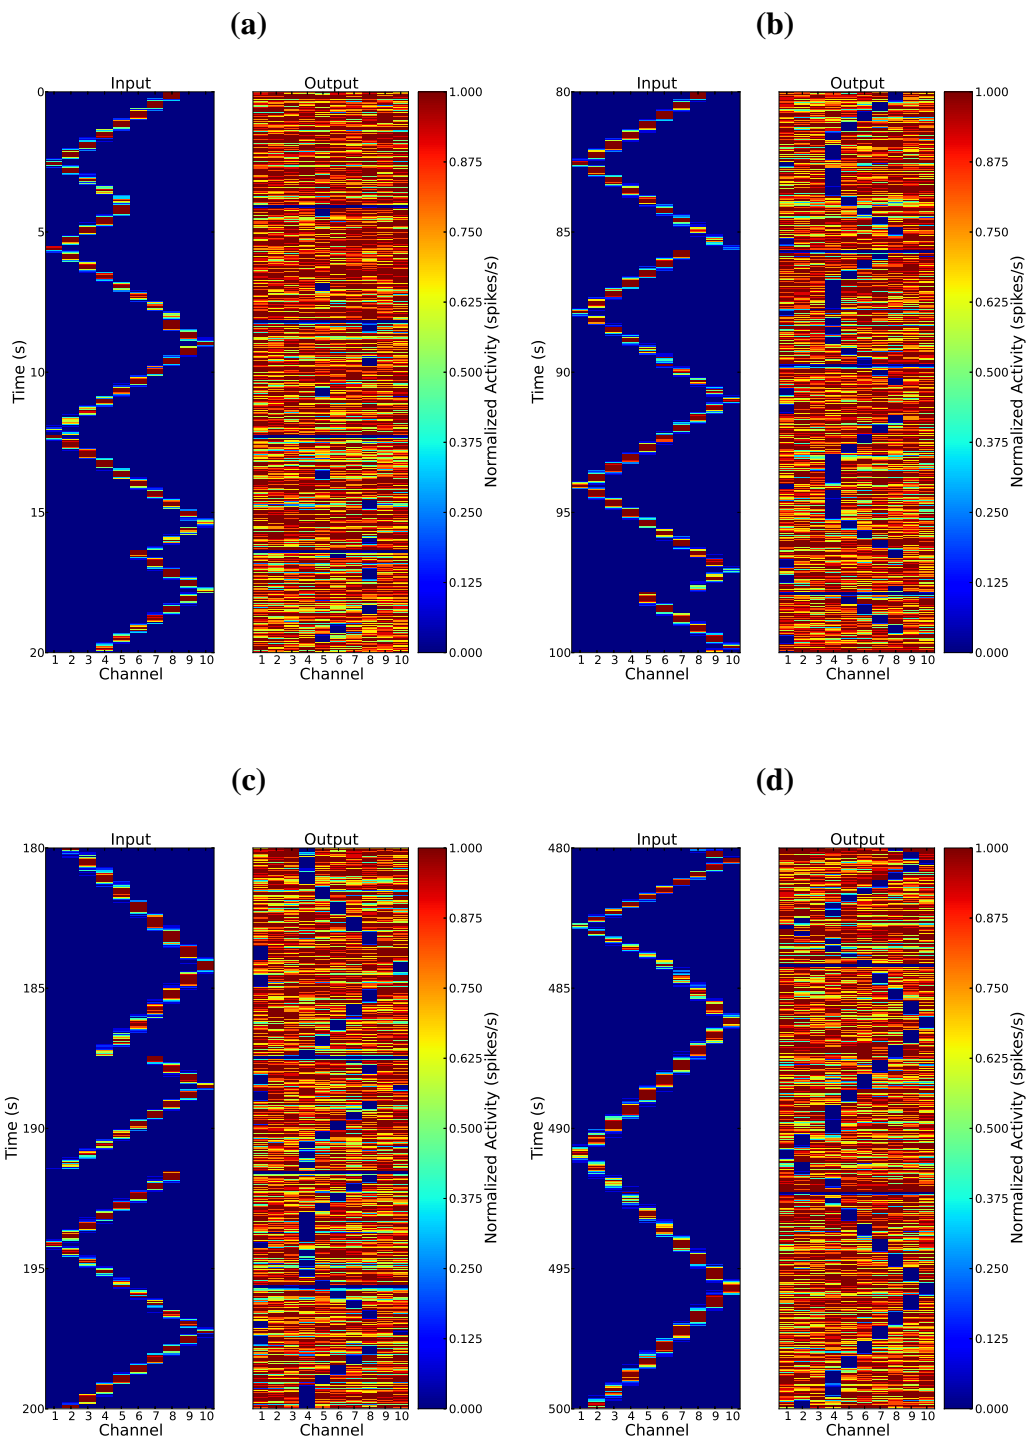 (a)
Input Output
0
5
10
15
20
Time (s)
1 2 3 4 5 6 7 8 9 10
Channel
1 2 3 4 5 6 7 8 9 10
Channel
1.000
0.875
0.750
0.625
0.500
0.375
0.250
0.125
0.000
Normalized Activity (spikes/s)
(b)
Input Output
80
85
90
95
100
Time (s)
1 2 3 4 5 6 7 8 9 10
Channel
1 2 3 4 5 6 7 8 9 10
Channel
1.000
0.875
0.750
0.625
0.500
0.375
0.250
0.125
0.000
Normalized Activity (spikes/s)
(c)
Input Output
180
185
190
195
200
Time (s)
1 2 3 4 5 6 7 8 9 10
Channel
1 2 3 4 5 6 7 8 9 10
Channel
1.000
0.875
0.750
0.625
0.500
0.375
0.250
0.125
0.000
Normalized Activity (spikes/s)
(d)
Input Output
480
485
490
495
500
Time (s)
1 2 3 4 5 6 7 8 9 10
Channel
1 2 3 4 5 6 7 8 9 10
Channel
1.000
0.875
0.750
0.625
0.500
0.375
0.250
0.125
0.000
Normalized Activity (spikes/s)